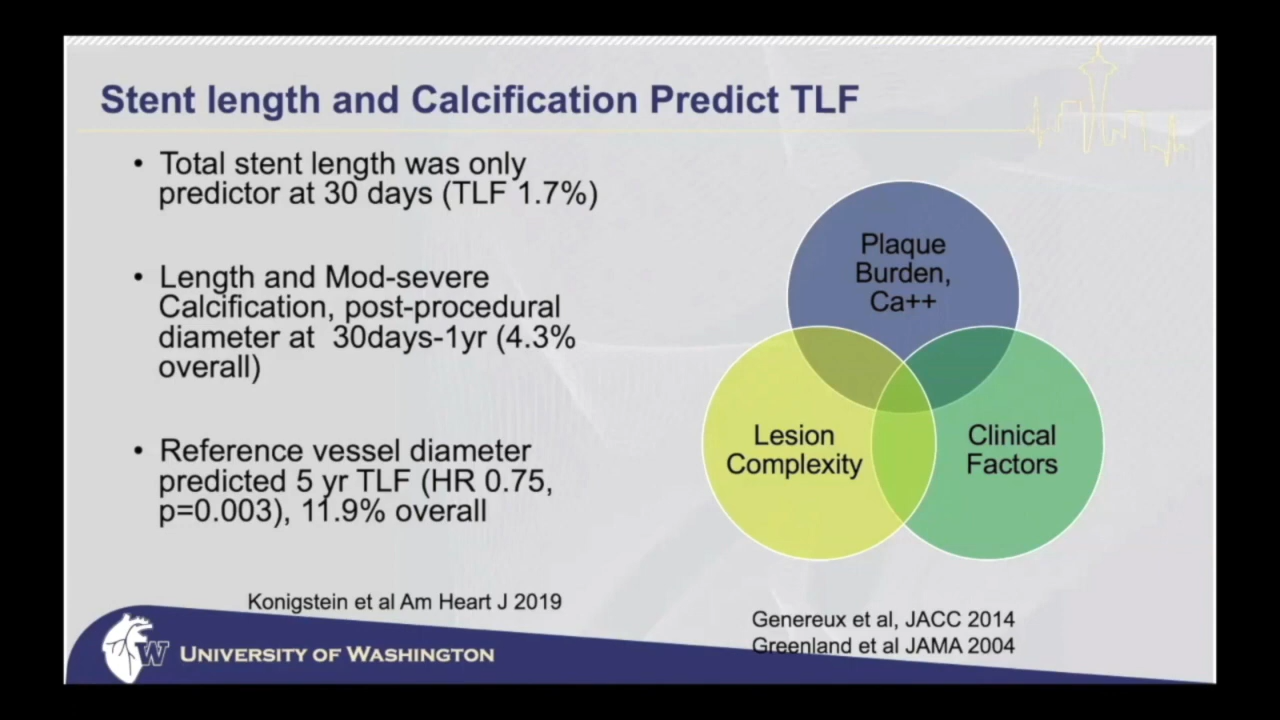 Stent length and Calcification Predict TLF
• Total stent length was only
predictor at 30 days (TLF 1.7%)
• Length and Mod-severe
Calcification, post-procedural
diameter at 30days-1yr (4.3%
overall)
• Reference vessel diameter
predicted 5 yr TLF (HR 0.75,
p=0.003), 11.9% overall
Plaque
Burden,
Ca++
Lesion
Complexity
Clinical
Factors
Konigstein et al Am Heart J 2019
Genereux et al, JACC 2014
Greenland et al JAMA 2004
W UNIVERSITY OF WASHINGTON